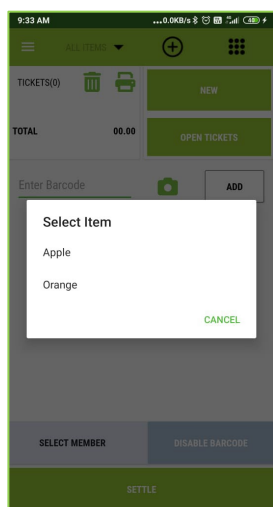 9:33 AM ...0.0KB/s 49
ALL ITEMS
TICKETS(0)
NEW
TOTAL 00.00
OPEN TICKETS
Enter Barcode
ADD
Select Item
Apple
Orange
CANCEL
SELECT MEMBER DISABLE BARCODE
SETTLE